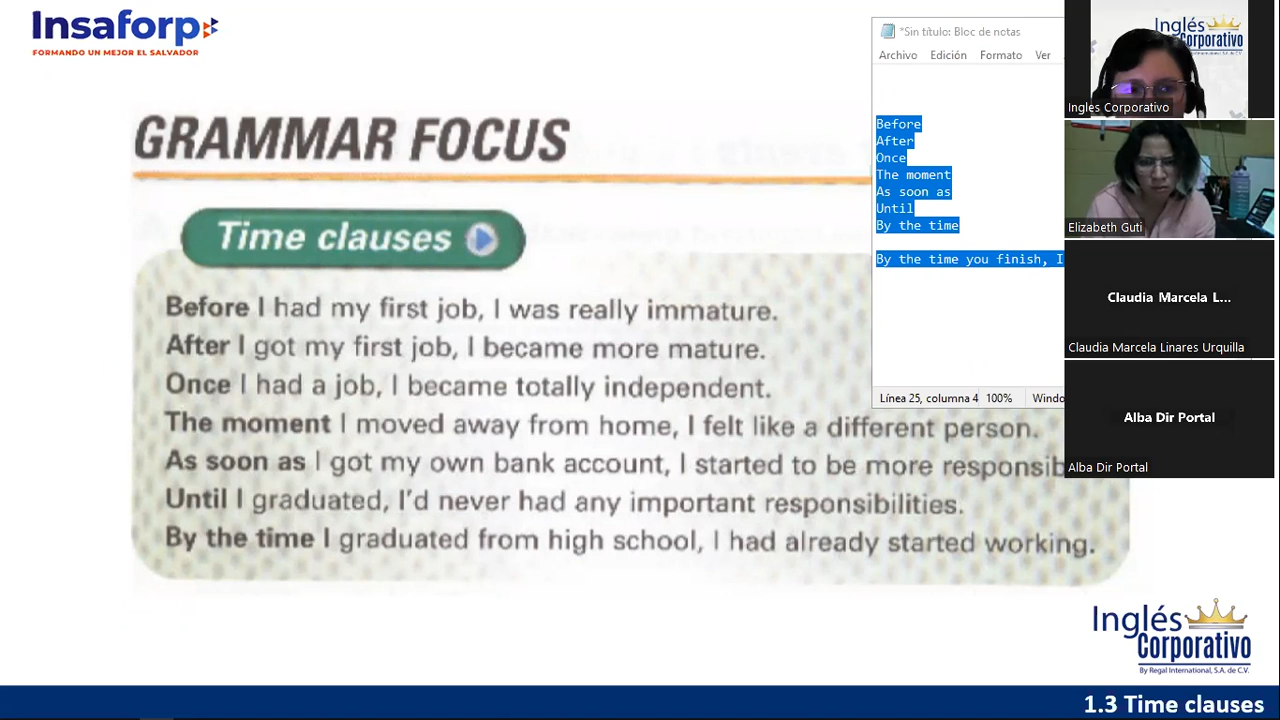 Insaforp
FORMANDO UN MEJOR EL SALVADOR
GRAMMAR FOCUS
Time clauses
Before I had my first job, I was really immature.
After I got my first job, I became more mature.
Once I had a job, I became totally independent.
The moment I moved away from home, I felt like a different person.
As soon as I got my own bank account, I started to be more responsib
Until I graduated, I'd never had any important responsibilities.
By the time I graduated from high school, I had already started working.
*Sin título: Bloc de notas
Archivo Edición Formato Ver
Before
After
Once
The moment
As soon as
Until
By the time
By the time you finish, I
Línea 25, columna 4 100% Windo
Inglés
Corporativo
Ingles Corporativo
Elizabeth Guti
Claudia Marcela L...
Claudia Marcela Linares Urquilla
Alba Dir Portal
Alba Dir Portal
Inglés
Corporativo
By Regal International, S.A. de C.V.
1.3 Time clauses